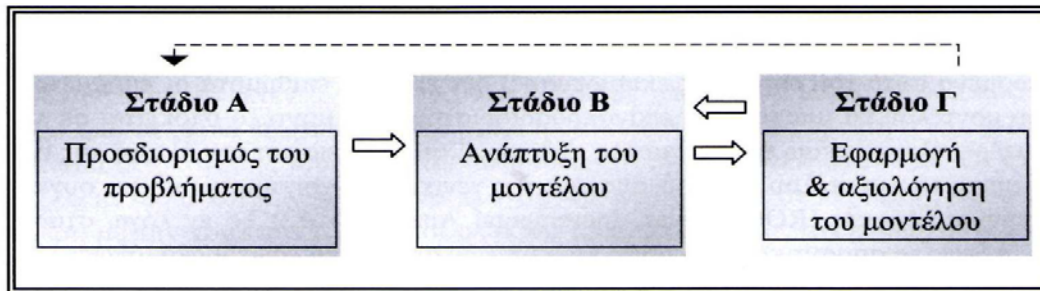 Στάδιο Α
Προσδιορισμός του
προβλήματος
Στάδιο Β
Ανάπτυξη του
μοντέλου
Στάδιο Γ
Εφαρμογή
& αξιολόγηση
του μοντέλου